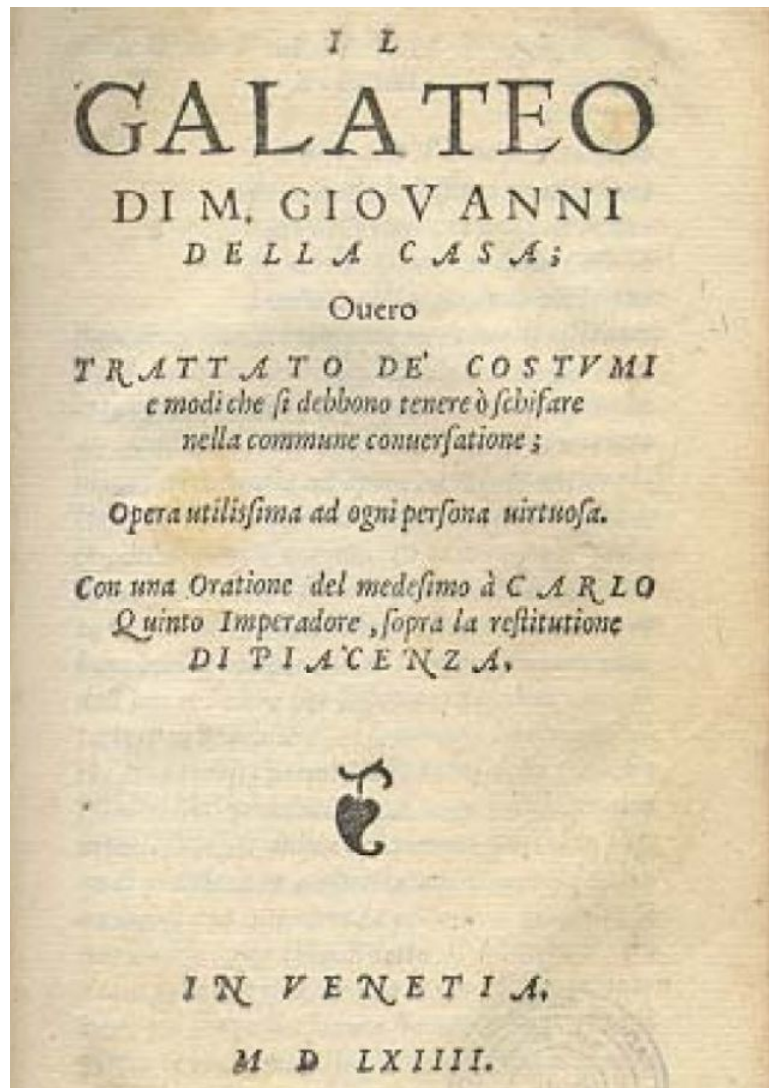 IL
GALATEO
DI M. GIOVANNI
DELLA CASA;
Ouero
TRATTATO DE' COSTVMI
e modi che ſi debbono tenere ò ſchifare
nella commune conuerſatione;
Opera utilisſima ad ogni perſona uirtuoſa.
Con una Oratione del medeſimo à CARLO
Quinto Imperadore, ſopra la reſtitutione
DI PIACENZA.
IN VENETIA,
M D LXIIII.